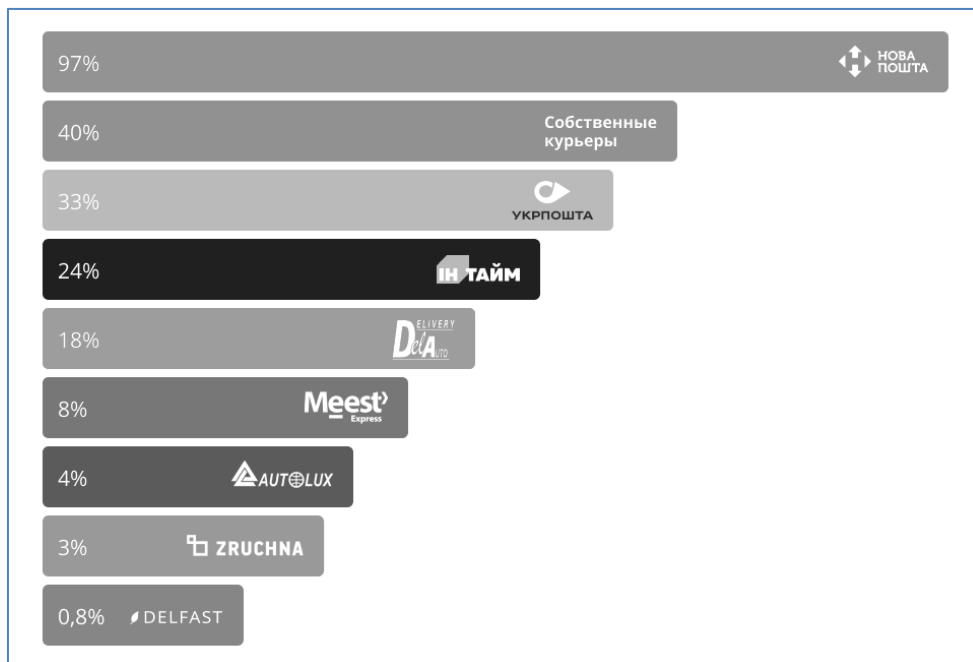 97%
НОВА
ПОШТА
40%
Собственные
курьеры
33%
УКРПОШТА
24%
ІН ТАЙМ
18%
DELIVERY
DelAUTO
8%
Meest
Express
4%
AUTOLUX
3%
ZRUCHNA
0,8%
DELFAST